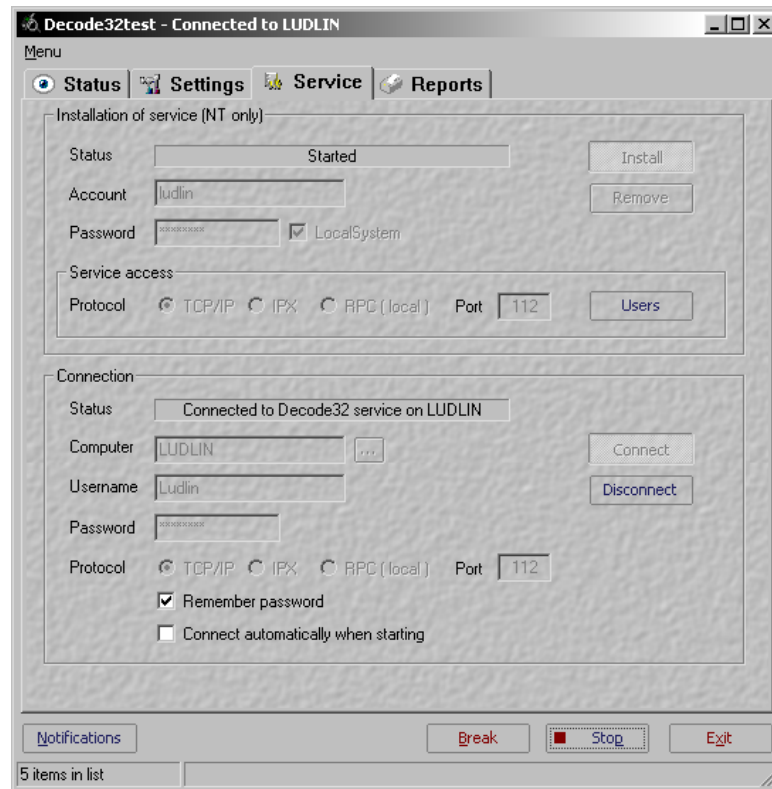 Decode32test - Connected to LUDLIN
Menu
Status Settings Service Reports
Installation of service (NT only)
Status Started Install
Account ludlin Remove
Password ******** LocalSystem
Service access
Protocol TCP/IP IPX RPC ( local ) Port 112 Users
Connection
Status Connected to Decode32 service on LUDLIN
Computer LUDLIN ... Connect
Username Ludlin Disconnect
Password ********
Protocol TCP/IP IPX RPC ( local ) Port 112
Remember password
Connect automatically when starting
Notifications Break Stop Exit
5 items in list